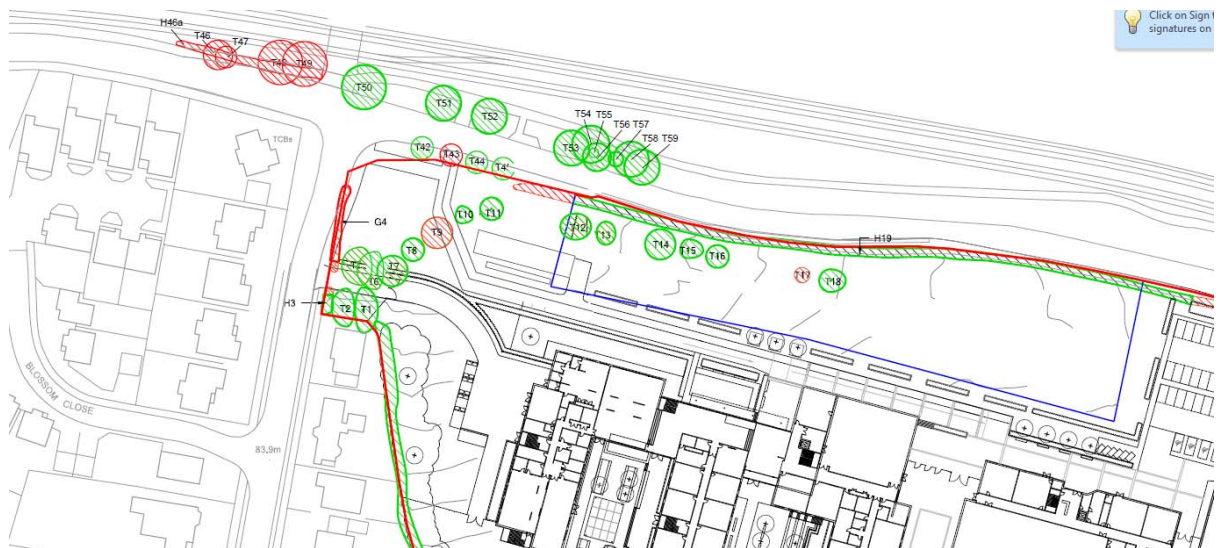 Click on Sign t
signatures on
H46a
T46
T47
T49
T50
T51
T52
T54
T55
T56
T57
T58
T59
T53
TCBs
T42
T43
T44
G4
T9
T10
T11
T12
T13
T14
T15
T16
H19
T17
T18
T8
T7
T6
H3
T2
T1
BLOSSOM CLOSE
83.9m